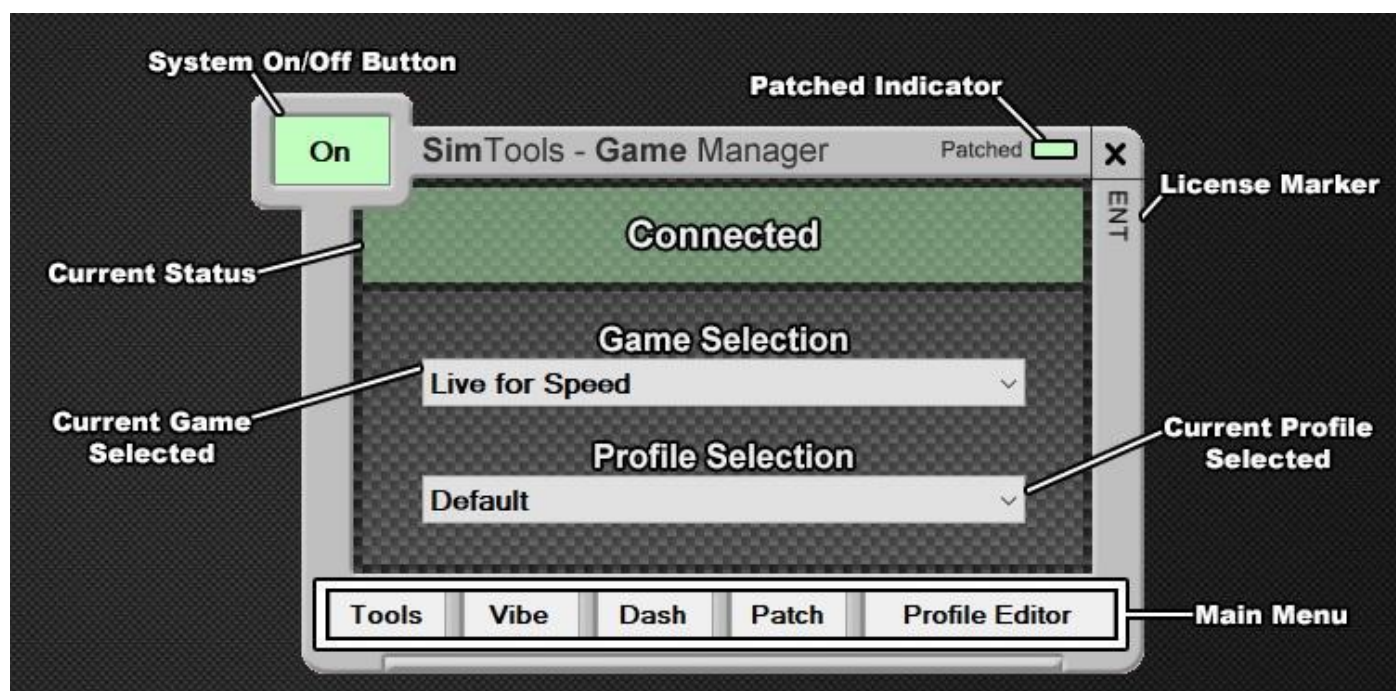 System On/Off Button
Patched Indicator
On
SimTools - Game Manager
Patched
X
License Marker
ENT
Connected
Current Status
Game Selection
Live for Speed
Current Game
Selected
Current Profile
Selected
Profile Selection
Default
Tools
Vibe
Dash
Patch
Profile Editor
Main Menu